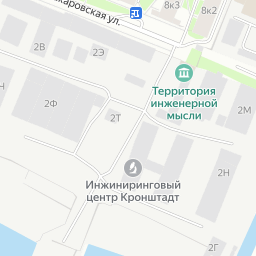 8к3
8к2
каровская ул.
2В
2Э
Территория
инженерной
мысли
2Ф
2Т
2М
Инжиниринговый
центр Кронштадт
2Н
2Г